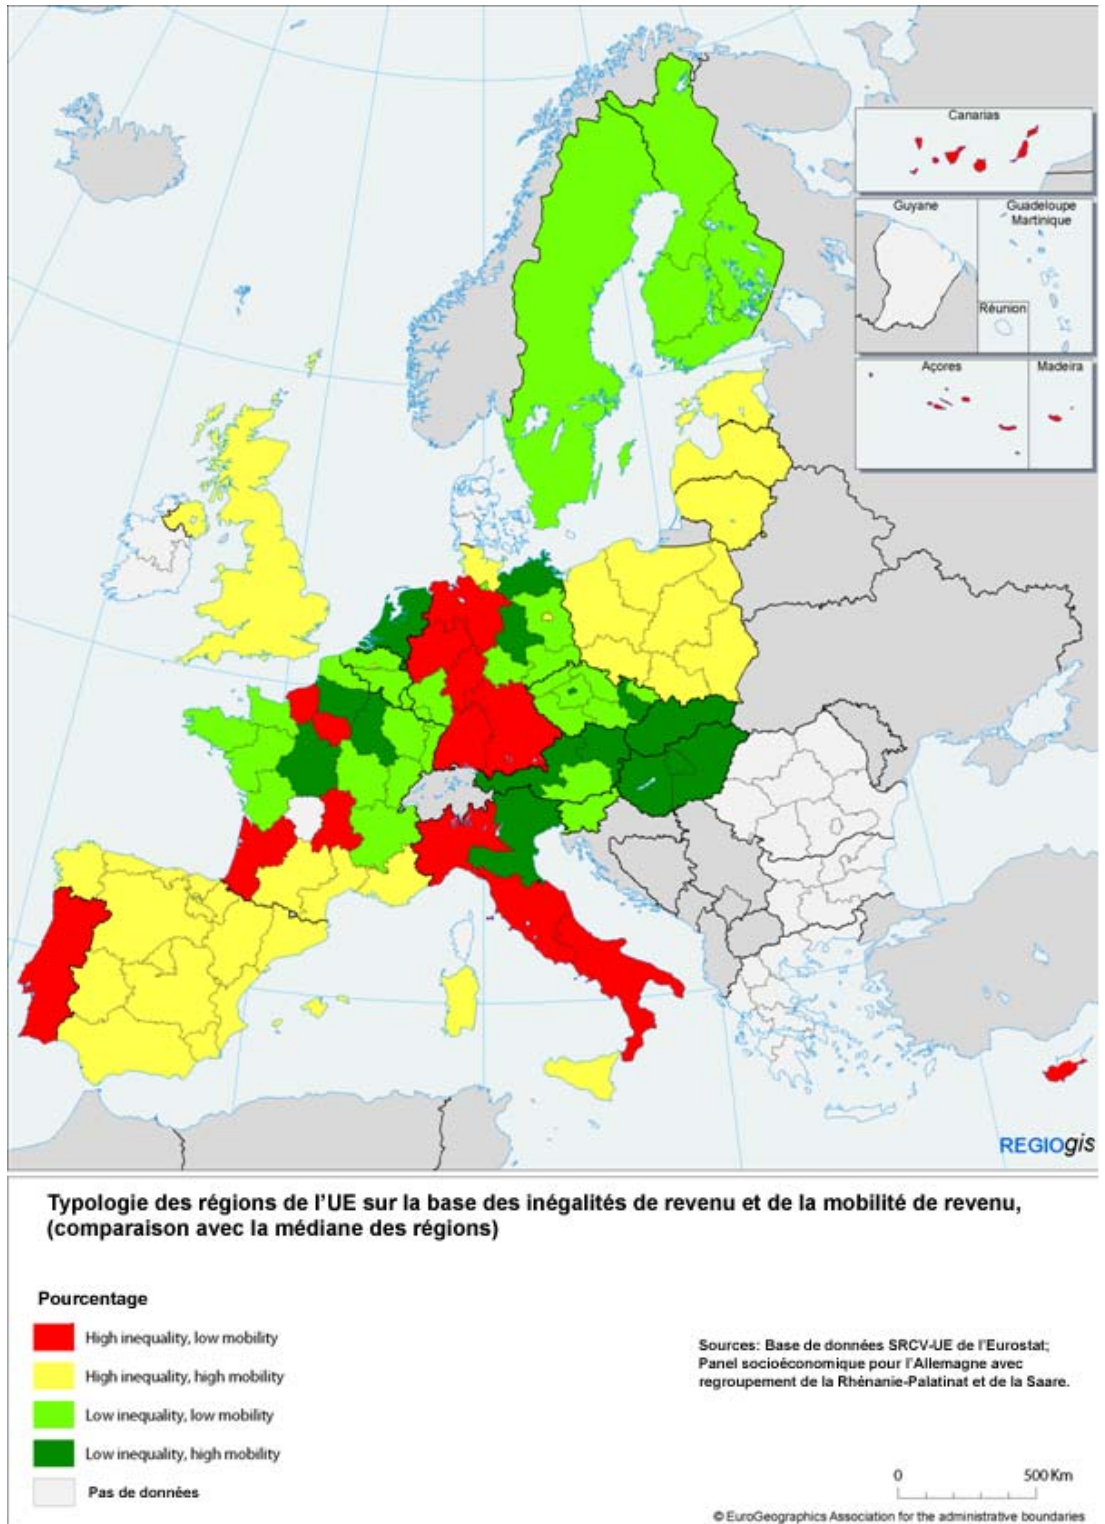 Canarias
Guyane
Guadeloupe
Martinique
Réunion
Açores
Madeira
REGIOgis
Typologie des régions de l'UE sur la base des inégalités de revenu et de la mobilité de revenu,
(comparaison avec la médiane des régions)
Pourcentage
High inequality, low mobility
High inequality, high mobility
Low inequality, low mobility
Low inequality, high mobility
Pas de données
Sources: Base de données SRCV-UE de l'Eurostat;
Panel socioéconomique pour l'Allemagne avec
regroupement de la Rhénanie-Palatinat et de la Saare.
0 500 Km
© EuroGeographics Association for the administrative boundaries